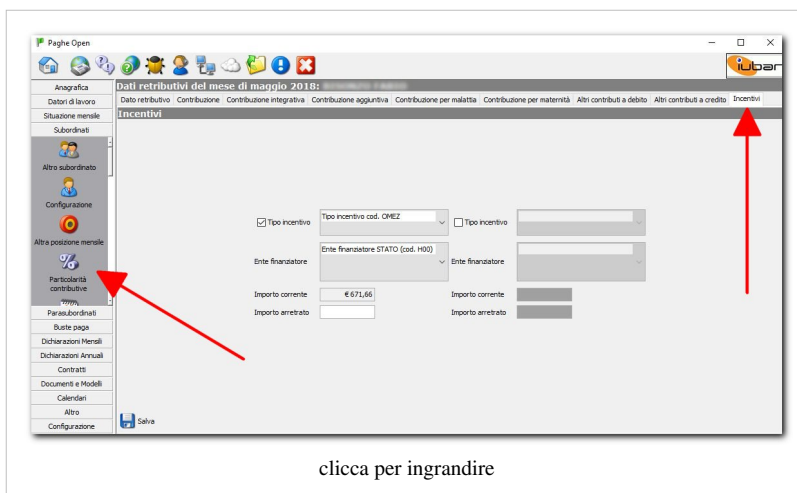 Paghe Open
iubar
Anagrafica
Datori di lavoro
Situazione mensile
Subordinati
Altro subordinato
Configurazione
Altra posizione mensile
Particolarità
contributive
Parasubordinati
Buste paga
Dichiarazioni Mensili
Dichiarazioni Annuali
Contratti
Documenti e Modelli
Calendari
Altro
Configurazione
Dati retributivi del mese di maggio 2018:
Dato retributivo Contribuzione Contribuzione integrativa Contribuzione aggiuntiva Contribuzione per malattia Contribuzione per maternità Altri contributi a debito Altri contributi a credito Incentivi
Incentivi
Tipo incentivo Tipo incentivo cod. OMEZ Tipo incentivo
Ente finanziatore Ente finanziatore STATO (cod. H00) Ente finanziatore
Importo corrente € 671,66 Importo corrente
Importo arretrato Importo arretrato
Salva
clicca per ingrandire